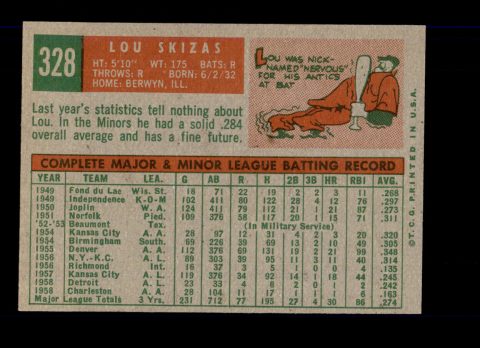 328
LOU SKIZAS
HT: 5'10" WT: 175 BATS: R
THROWS: R BORN: 6/2/32
HOME: BERWYN, ILL.
LOU WAS NICK-
NAMED "NERVOUS"
FOR HIS ANTICS
AT BAT
Last year's statistics tell nothing about
Lou. In the Minors he had a solid .284
overall average and has a fine future.
COMPLETE MAJOR & MINOR LEAGUE BATTING RECORD
YEAR TEAM LEA. G AB R H 2B 3B HR RBI AVG.
1949 Fond du Lac Wis. St. 18 71 22 19 2 2 3 11 .268
1949 Independence K-O-M 102 411 80 122 28 4 12 76 .297
1950 Joplin W. A. 124 411 101 112 20 1 21 87 .273
1951 Norfolk Pied. 109 376 58 117 20 1 15 71 .311
'52-'53 Beaumont Tex. (In Military Service)
1954 Kansas City A. A. 28 97 12 31 4 2 3 20 .320
1954 Birmingham South. 69 226 39 69 13 2 10 49 .305
1955 Denver A. A. 112 376 69 131 19 2 21 99 .348
1956 N.Y.-K.C. A. L. 89 303 39 95 11 3 11 40 .314
1956 Richmond Int. 16 37 3 5 1 0 0 4 .135
1957 Kansas City A. L. 119 376 34 92 14 1 18 44 .245
1958 Detroit A. L. 23 33 4 8 2 0 1 2 .242
1958 Charleston A. A. 28 104 11 17 3 1 2 6 .163
Major League Totals 3 Yrs. 231 712 77 195 27 4 30 86 .274
© T.C.G. PRINTED IN U.S.A.